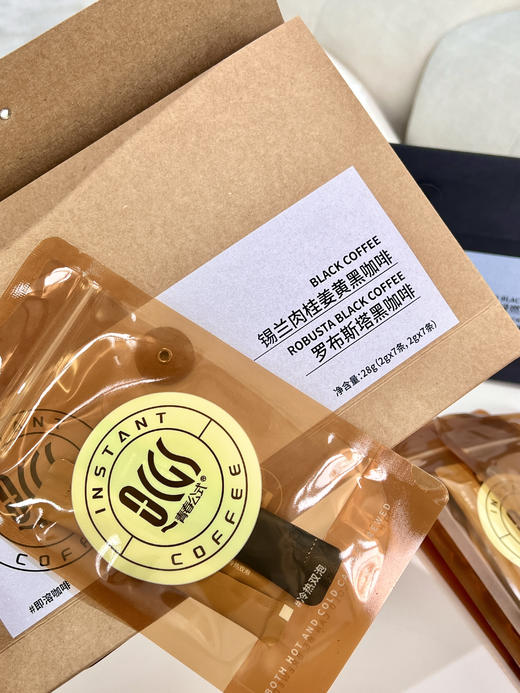 BLACK COFFEE
锡兰肉桂姜黄黑咖啡
ROBUSTA BLACK COFFEE
罗布斯塔黑咖啡
净含量:28g(2gx7条, 2gx7条)
INSTANT
青春公式®
COFFEE
#冷热双泡
BOTH HOT AND COLD
#即溶咖啡